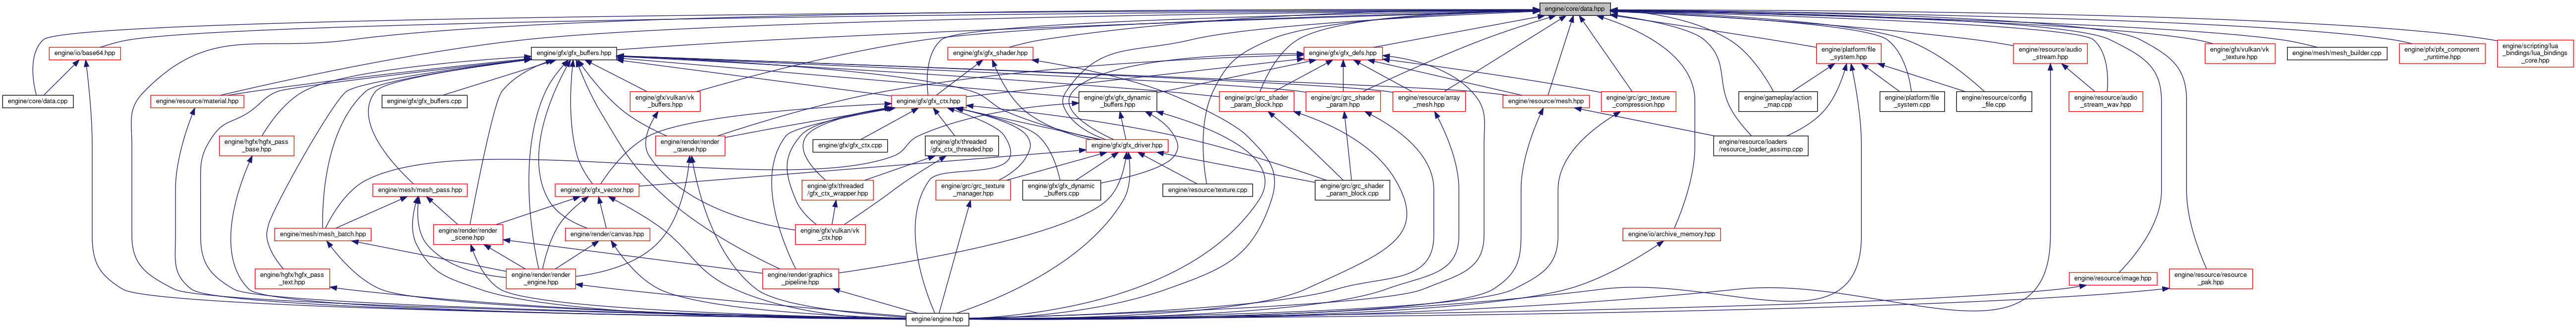 engine/core/data.hpp
engine/io/base64.hpp
engine/gfx/gfx_buffers.hpp
engine/gfx/gfx_shader.hpp
engine/gfx/gfx_defs.hpp
engine/platform/file
_system.hpp
engine/resource/audio
_stream.hpp
engine/gfx/vulkan/vk
_texture.hpp
engine/mesh/mesh_builder.cpp
engine/pfx/pfx_component
_runtime.hpp
engine/scripting/lua
_bindings/lua_bindings
_core.hpp
engine/core/data.cpp
engine/resource/material.hpp
engine/gfx/gfx_buffers.cpp
engine/gfx/vulkan/vk
_buffers.hpp
engine/gfx/gfx_ctx.hpp
engine/gfx/gfx_dynamic
_buffers.hpp
engine/grc/grc_shader
_param_block.hpp
engine/grc/grc_shader
_param.hpp
engine/resource/array
_mesh.hpp
engine/resource/mesh.hpp
engine/grc/grc_texture
_compression.hpp
engine/gameplay/action
_map.cpp
engine/platform/file
_system.cpp
engine/resource/config
_file.cpp
engine/resource/audio
_stream_wav.hpp
engine/hgfx/hgfx_pass
_base.hpp
engine/render/render
_queue.hpp
engine/gfx/gfx_ctx.cpp
engine/gfx/threaded
/gfx_ctx_threaded.hpp
engine/gfx/gfx_driver.hpp
engine/resource/loaders
/resource_loader_assimp.cpp
engine/mesh/mesh_pass.hpp
engine/gfx/gfx_vector.hpp
engine/gfx/threaded
/gfx_ctx_wrapper.hpp
engine/grc/grc_texture
_manager.hpp
engine/gfx/gfx_dynamic
_buffers.cpp
engine/resource/texture.cpp
engine/grc/grc_shader
_param_block.cpp
engine/mesh/mesh_batch.hpp
engine/render/render
_scene.hpp
engine/render/canvas.hpp
engine/gfx/vulkan/vk
_ctx.hpp
engine/io/archive_memory.hpp
engine/hgfx/hgfx_pass
_text.hpp
engine/render/render
_engine.hpp
engine/render/graphics
_pipeline.hpp
engine/resource/image.hpp
engine/resource/resource
_pak.hpp
engine/engine.hpp